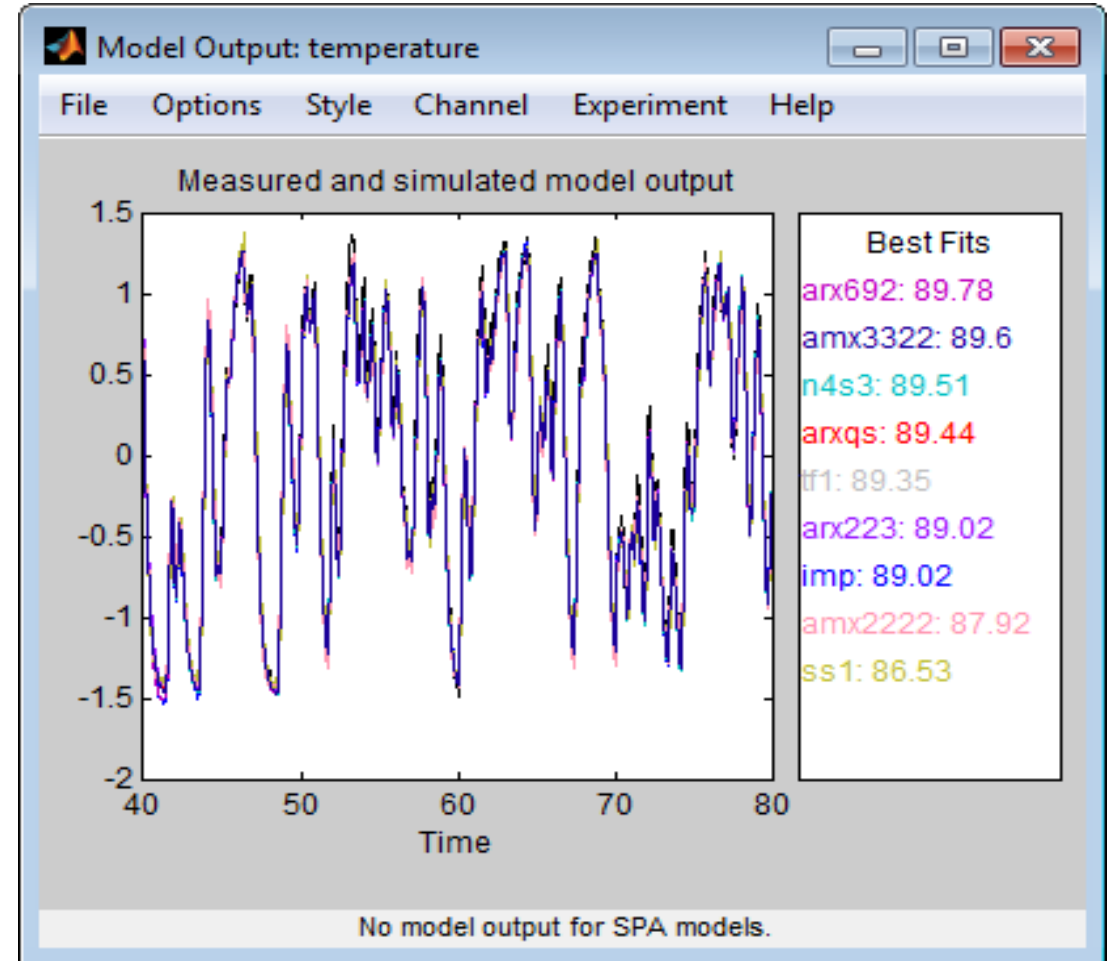 Model Output: temperature
File Options Style Channel Experiment Help
Measured and simulated model output
1.5
1
0.5
0
-0.5
-1
-1.5
-2
40 50 60 70 80
Time
Best Fits
arx692: 89.78
amx3322: 89.6
n4s3: 89.51
arxqs: 89.44
tf1: 89.35
arx223: 89.02
imp: 89.02
amx2222: 87.92
ss1: 86.53
No model output for SPA models.